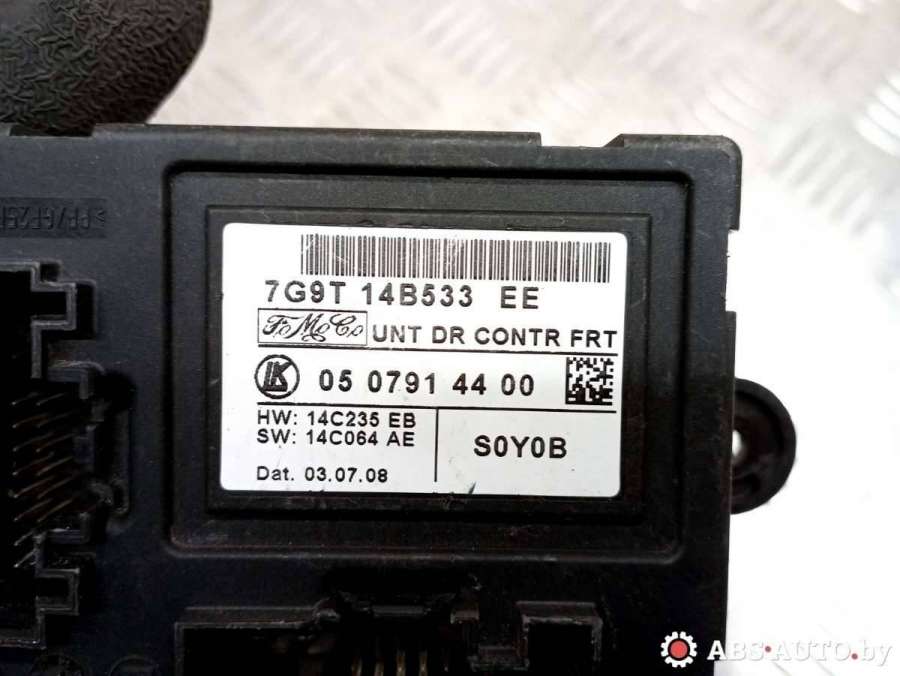 7G9T 14B533 EE
FoMoCo UNT DR CONTR FRT
LK 05 0791 44 00
HW: 14C235 EB
SW: 14C064 AE
S0Y0B
Dat. 03.07.08
ABS-AUTO.by